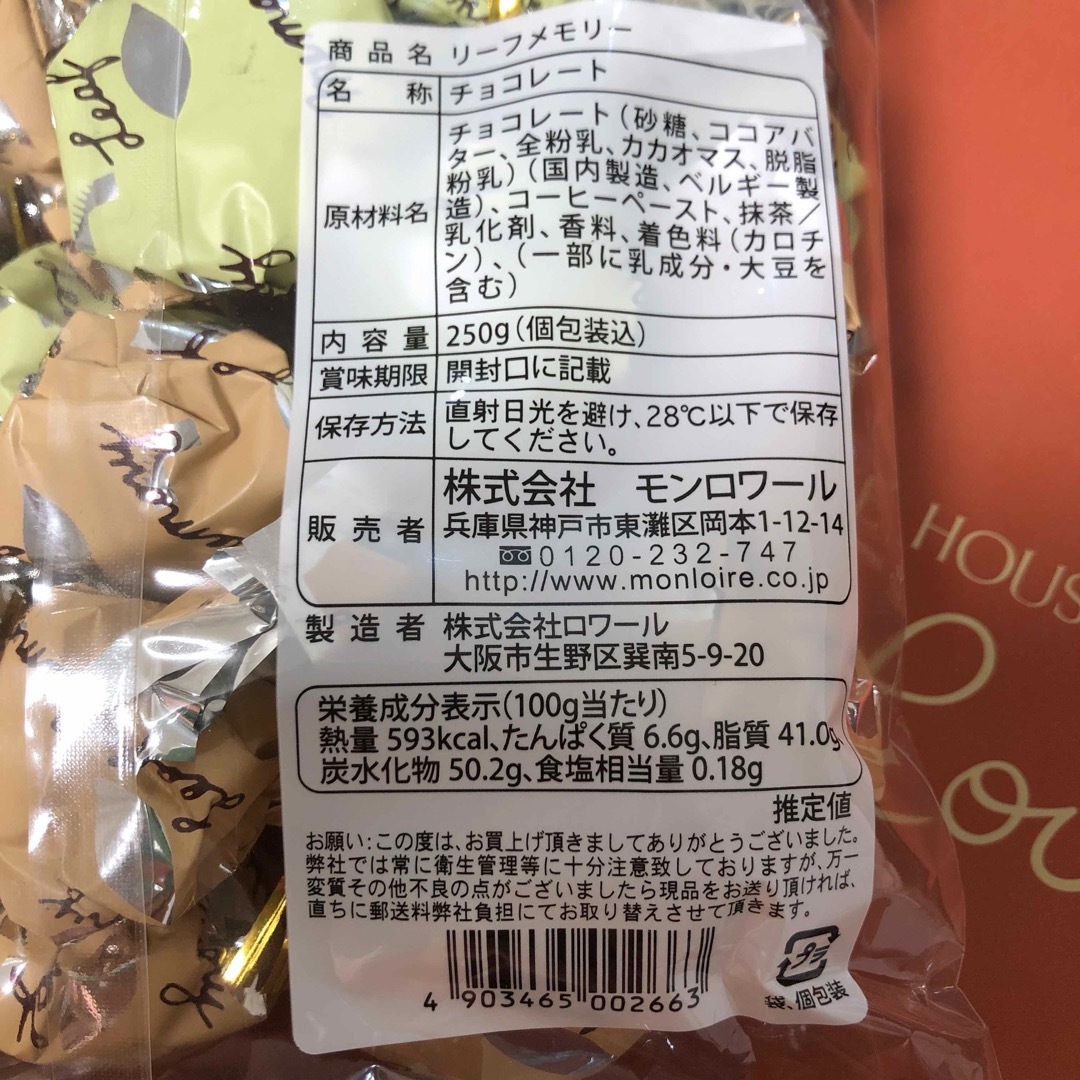 商品名 リーフメモリー
名称 チョコレート
原材料名
チョコレート(砂糖、ココアバ
ター、全粉乳、カカオマス、脱脂
粉乳)(国内製造、ベルギー製
造)、コーヒーペースト、抹茶/
乳化剤、香料、着色料(カロチ
ン)、(一部に乳成分・大豆を
含む)
内容量 250g(個包装込)
賞味期限 開封口に記載
保存方法
直射日光を避け、28℃以下で保存
してください。
販売者
株式会社 モンロワール
兵庫県神戸市東灘区岡本1-12-14
0120-232-747
http://www.monloire.co.jp
製造者 株式会社ロワール
大阪市生野区巽南5-9-20
栄養成分表示(100g当たり)
熱量 593kcal、たんぱく質 6.6g、脂質 41.0g、
炭水化物 50.2g、食塩相当量 0.18g
推定値
お願い:この度は、お買上げ頂きましてありがとうございました。
弊社では常に衛生管理等に十分注意致しておりますが、万一
変質その他不良の点がございましたら現品をお送り頂ければ、
直ちに郵送料弊社負担にてお取り替えさせて頂きます。
4 903465 002663
プラ
袋、個包装
HOUS